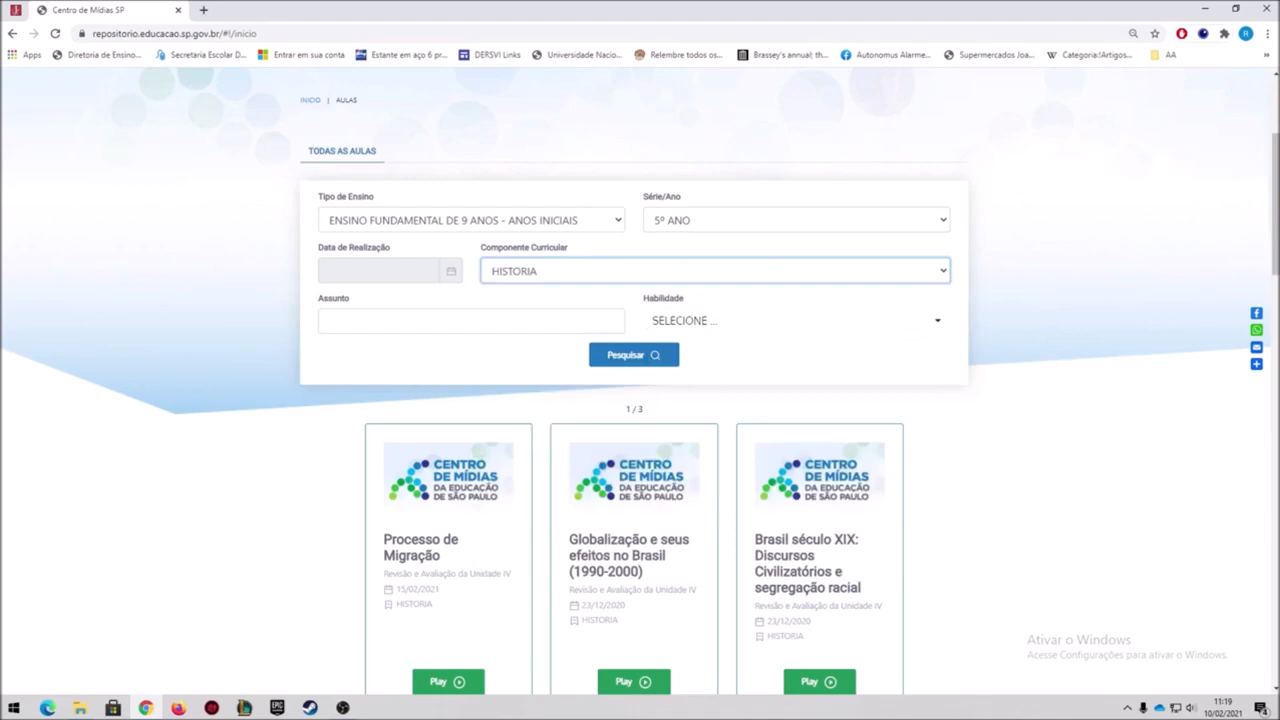 Centro de Mídias SP
repositorio.educacao.sp.gov.br/#!/inicio
Apps
Diretoria de Ensino...
Secretaria Escolar D...
Entrar em sua conta
Estante em aço 6 pr...
DERSVI Links
Universidade Nacio...
Relembre todos os...
Brassey's annual; th...
Autonomus Alarme...
Supermercados Joa...
Categoria:!Artigos...
AA
INICIO | AULAS
TODAS AS AULAS
Tipo de Ensino
Série/Ano
ENSINO FUNDAMENTAL DE 9 ANOS - ANOS INICIAIS
5º ANO
Data de Realização
Componente Curricular
HISTORIA
Assunto
Habilidade
SELECIONE ...
Pesquisar
1 / 3
CENTRO
DE MÍDIAS
DA EDUCAÇÃO
DE SÃO PAULO
Processo de
Migração
Revisão e Avaliação da Unidade IV
15/02/2021
HISTORIA
Play
CENTRO
DE MÍDIAS
DA EDUCAÇÃO
DE SÃO PAULO
Globalização e seus
efeitos no Brasil
(1990-2000)
Revisão e Avaliação da Unidade IV
23/12/2020
HISTORIA
Play
CENTRO
DE MÍDIAS
DA EDUCAÇÃO
DE SÃO PAULO
Brasil século XIX:
Discursos
Civilizatórios e
segregação racial
Revisão e Avaliação da Unidade IV
23/12/2020
HISTORIA
Play
Ativar o Windows
Acesse Configurações para ativar o Windows.
11:19
10/02/2021